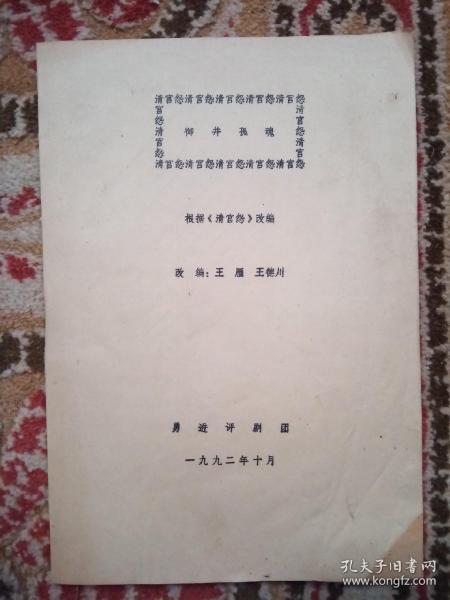 清宫怨清宫怨清宫怨清宫怨清宫怨
宫 清
怨 宫
清 御井孤魂 怨
宫 清
怨 宫
清宫怨清宫怨清宫怨清宫怨清宫怨
根据《清宫怨》改编
改编：王雁 王德川
勇进评剧团
一九九二年十月
孔夫子旧书网
www.kongfz.com